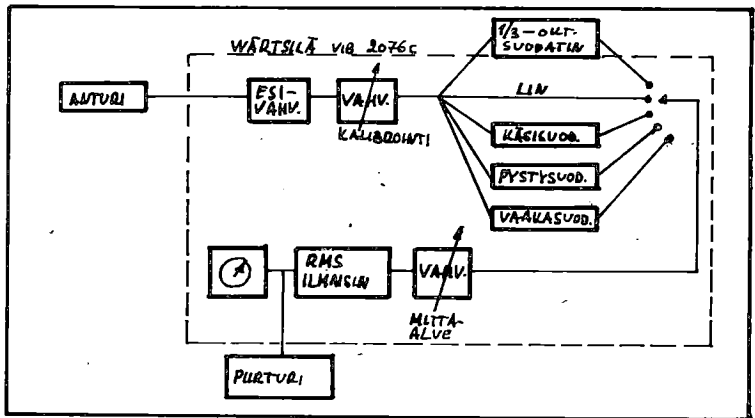 1/3-OKT-
SUODATIN
WÄRTSILÄ VIB 2076C
ANTURI
ESI-
VAHV.
VAHV.
KALIBROINTI
LIN
KÄSISUOD.
PYSTYSUOD.
VAAKASUOD.
RMS
ILMAISIN
VAHV.
MITTA-
ALUE
PIIRTURI